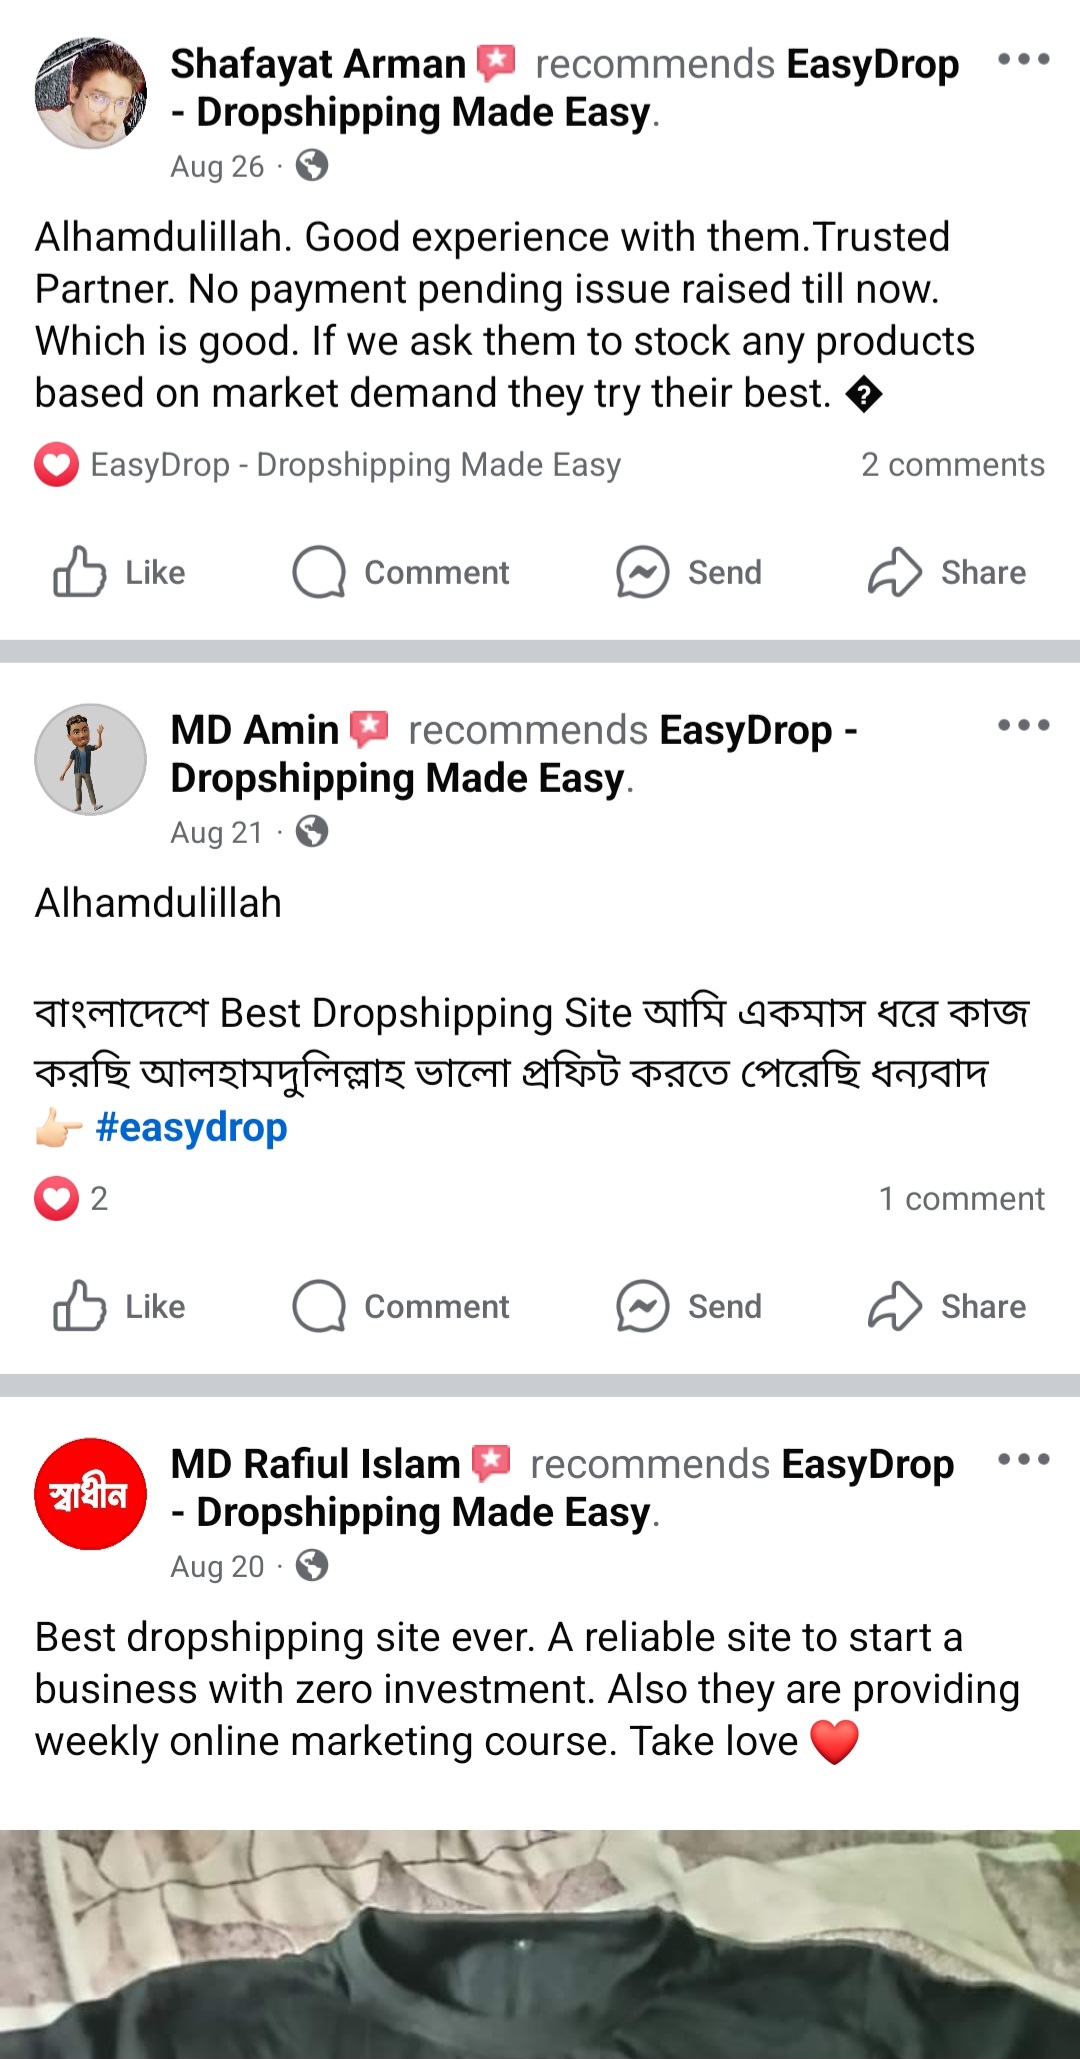 Shafayat Arman recommends EasyDrop
- Dropshipping Made Easy.
Aug 26 ·
Alhamdulillah. Good experience with them.Trusted
Partner. No payment pending issue raised till now.
Which is good. If we ask them to stock any products
based on market demand they try their best. �
EasyDrop - Dropshipping Made Easy 2 comments
Like Comment Send Share
MD Amin recommends EasyDrop -
Dropshipping Made Easy.
Aug 21 ·
Alhamdulillah
বাংলাদেশে Best Dropshipping Site আমি একমাস ধরে কাজ
করছি আলহামদুলিল্লাহ ভালো প্রফিট করতে পেরেছি ধন্যবাদ
👉🏻 #easydrop
2 1 comment
Like Comment Send Share
স্বাধীন
MD Rafiul Islam recommends EasyDrop
- Dropshipping Made Easy.
Aug 20 ·
Best dropshipping site ever. A reliable site to start a
business with zero investment. Also they are providing
weekly online marketing course. Take love ❤️